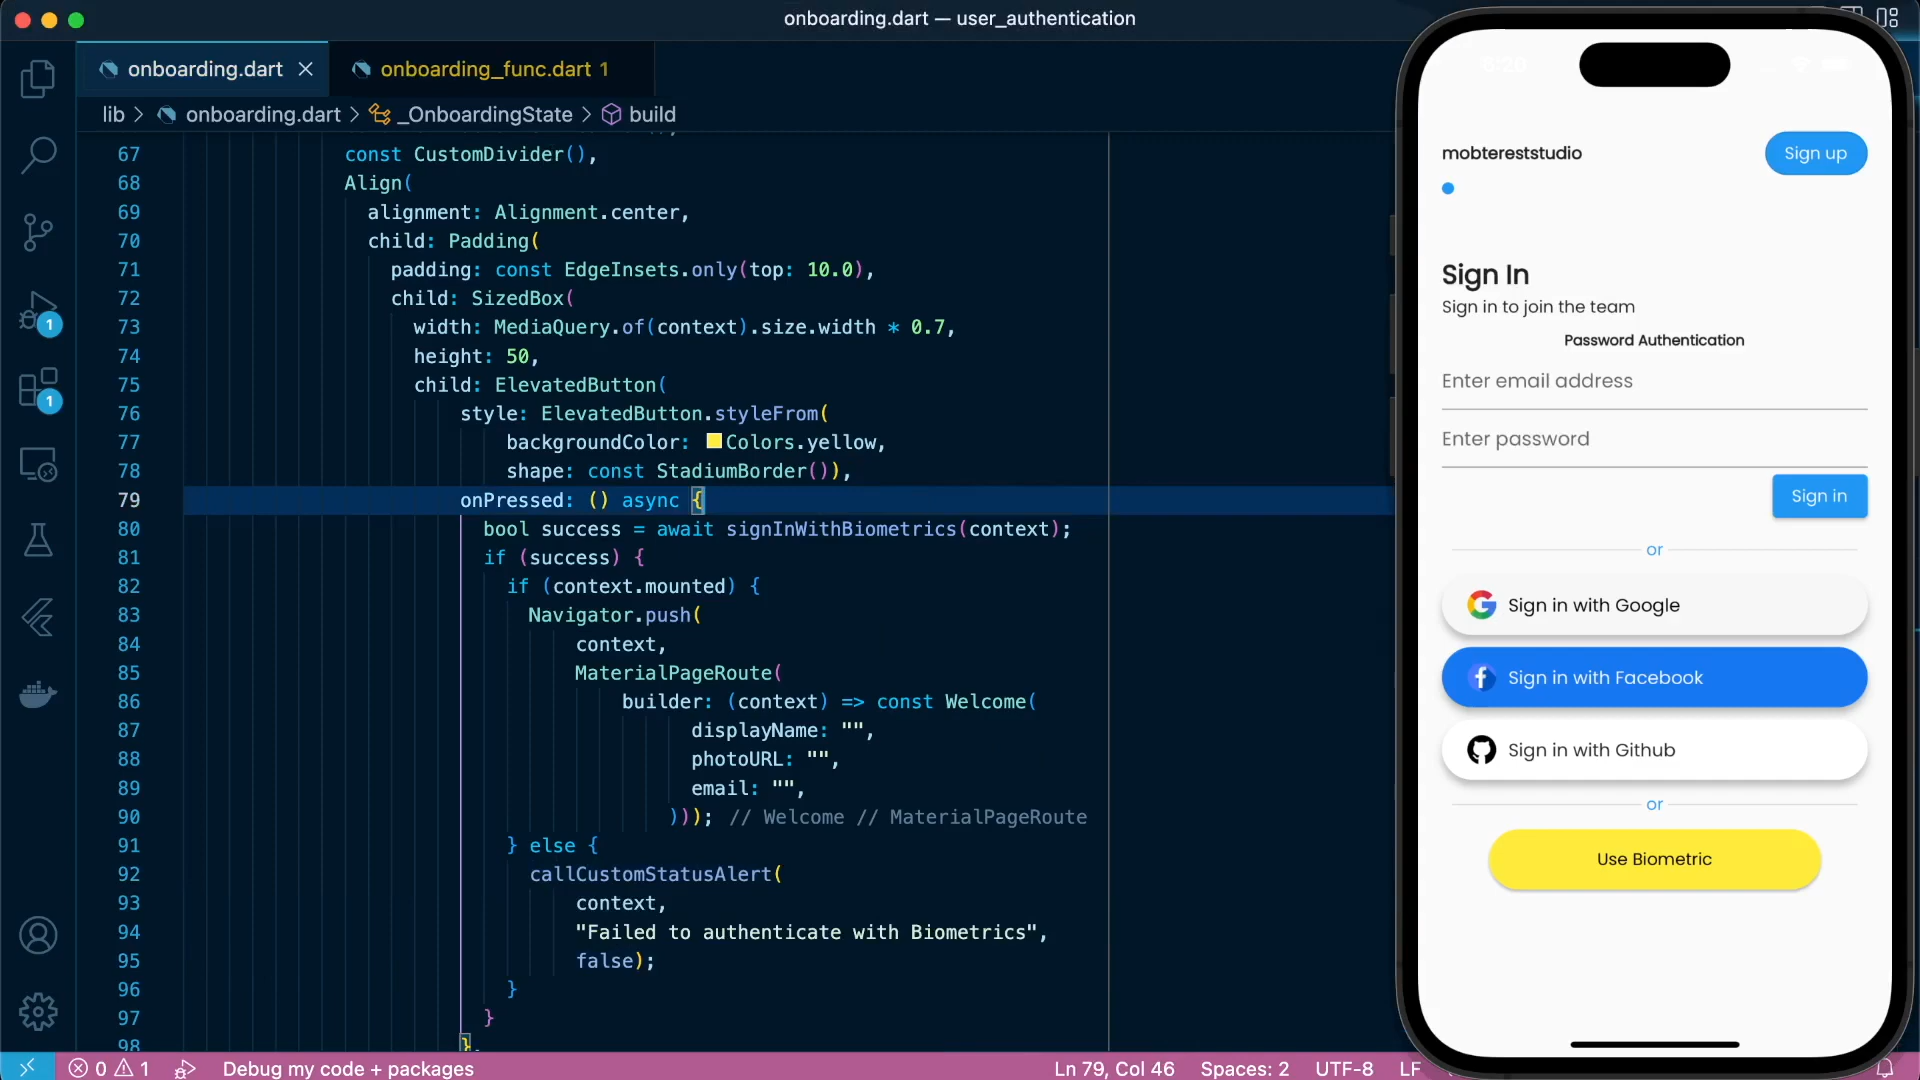 onboarding.dart — user_authentication
onboarding.dart
onboarding_func.dart 1
lib > onboarding.dart > _OnboardingState > build
67 const CustomDivider(),
68 Align(
69 alignment: Alignment.center,
70 child: Padding(
71 padding: const EdgeInsets.only(top: 10.0),
72 child: SizedBox(
73 width: MediaQuery.of(context).size.width * 0.7,
74 height: 50,
75 child: ElevatedButton(
76 style: ElevatedButton.styleFrom(
77 backgroundColor: Colors.yellow,
78 shape: const StadiumBorder()),
79 onPressed: () async {
80 bool success = await signInWithBiometrics(context);
81 if (success) {
82 if (context.mounted) {
83 Navigator.push(
84 context,
85 MaterialPageRoute(
86 builder: (context) => const Welcome(
87 displayName: "",
88 photoURL: "",
89 email: "",
90 ))); // Welcome // MaterialPageRoute
91 } else {
92 callCustomStatusAlert(
93 context,
94 "Failed to authenticate with Biometrics",
95 false);
96 }
97 }
98 },
1
1
0 1 Debug my code + packages
Ln 79, Col 46 Spaces: 2 UTF-8 LF
mobtereststudio
Sign up
Sign In
Sign in to join the team
Password Authentication
Enter email address
Enter password
Sign in
or
Sign in with Google
Sign in with Facebook
Sign in with Github
or
Use Biometric